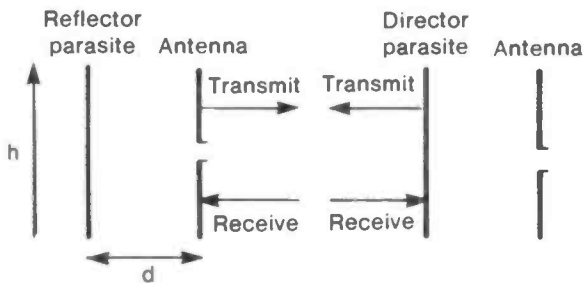 Reflector
parasite
Antenna
Director
parasite
Antenna
Transmit
Transmit
h
Receive
Receive
d